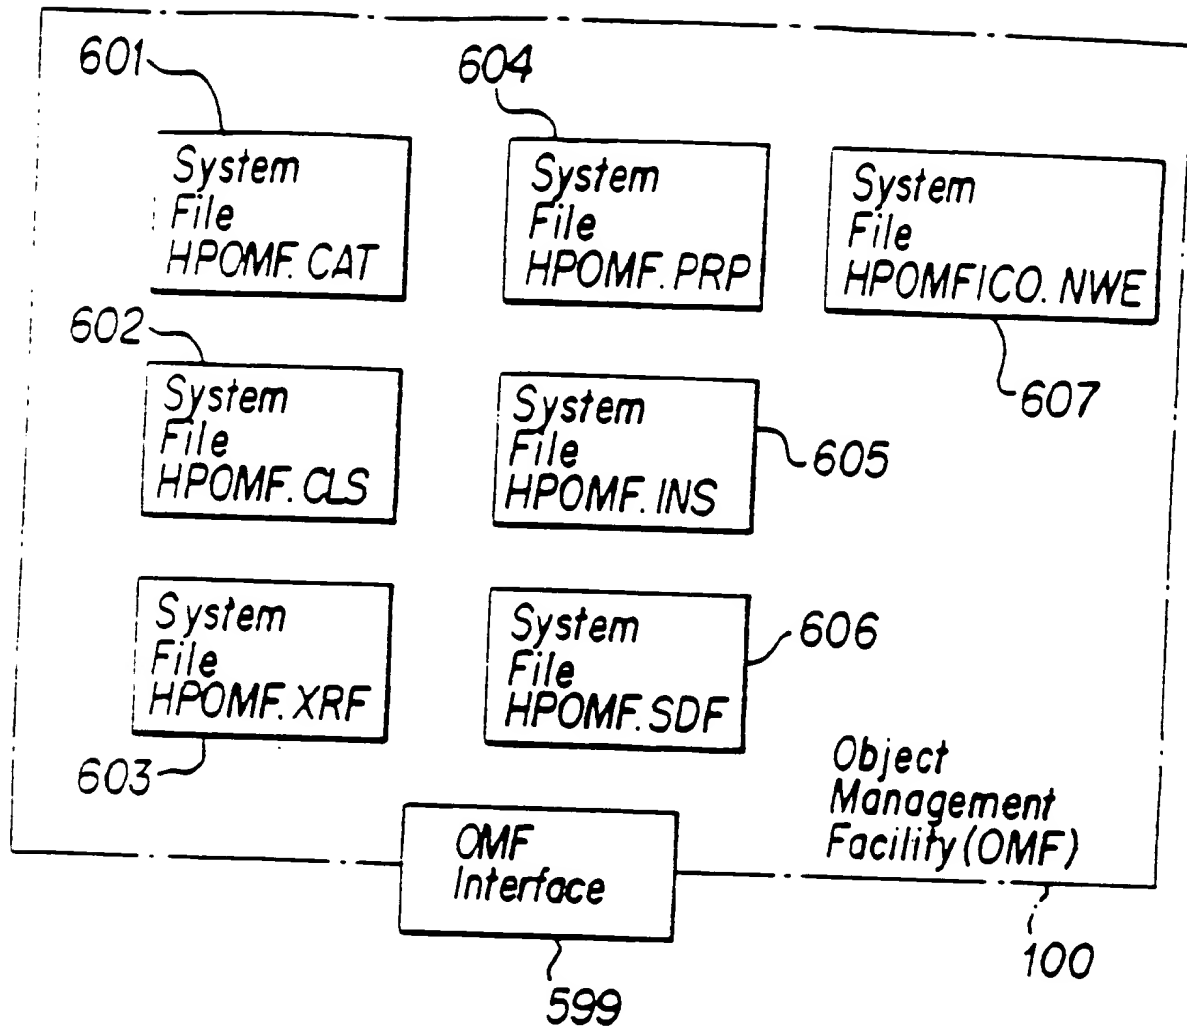 601
System
File
HPOMF.CAT
604
System
File
HPOMF.PRP
System
File
HPOMFICO.NWE
607
602
System
File
HPOMF.CLS
System
File
HPOMF.INS
605
System
File
HPOMF.XRF
603
System
File
HPOMF.SDF
606
Object
Management
Facility (OMF)
100
OMF
Interface
599